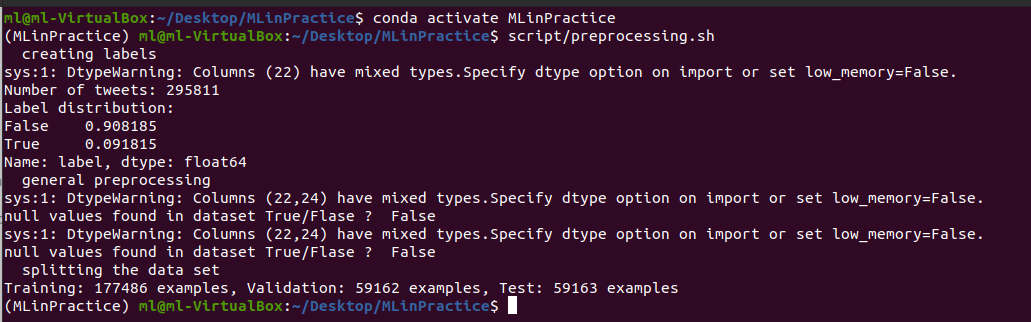 ml@ml-VirtualBox:~/Desktop/MLinPractice$ conda activate MLinPractice
(MLinPractice) ml@ml-VirtualBox:~/Desktop/MLinPractice$ script/preprocessing.sh
  creating labels
sys:1: DtypeWarning: Columns (22) have mixed types.Specify dtype option on import or set low_memory=False.
Number of tweets: 295811
Label distribution:
False    0.908185
True     0.091815
Name: label, dtype: float64
  general preprocessing
sys:1: DtypeWarning: Columns (22,24) have mixed types.Specify dtype option on import or set low_memory=False.
null values found in dataset True/Flase ?  False
sys:1: DtypeWarning: Columns (22,24) have mixed types.Specify dtype option on import or set low_memory=False.
null values found in dataset True/Flase ?  False
  splitting the data set
Training: 177486 examples, Validation: 59162 examples, Test: 59163 examples
(MLinPractice) ml@ml-VirtualBox:~/Desktop/MLinPractice$